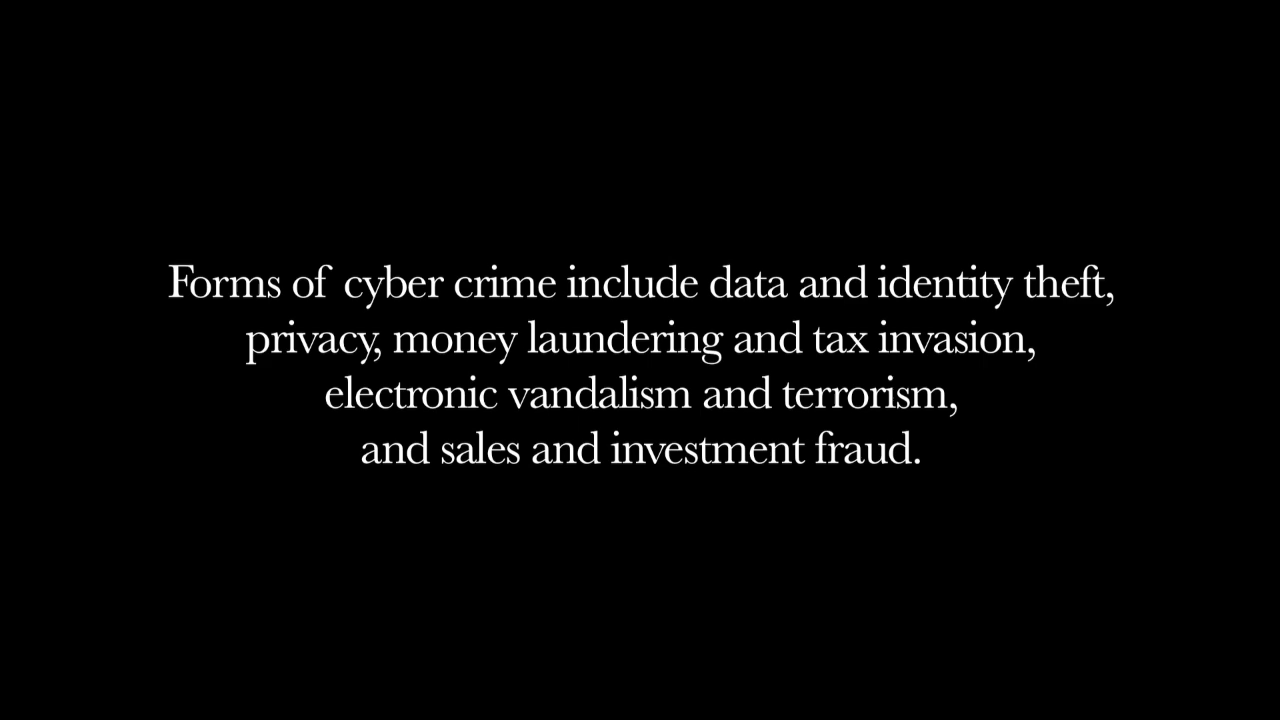 Forms of cyber crime include data and identity theft,
privacy, money laundering and tax invasion,
electronic vandalism and terrorism,
and sales and investment fraud.